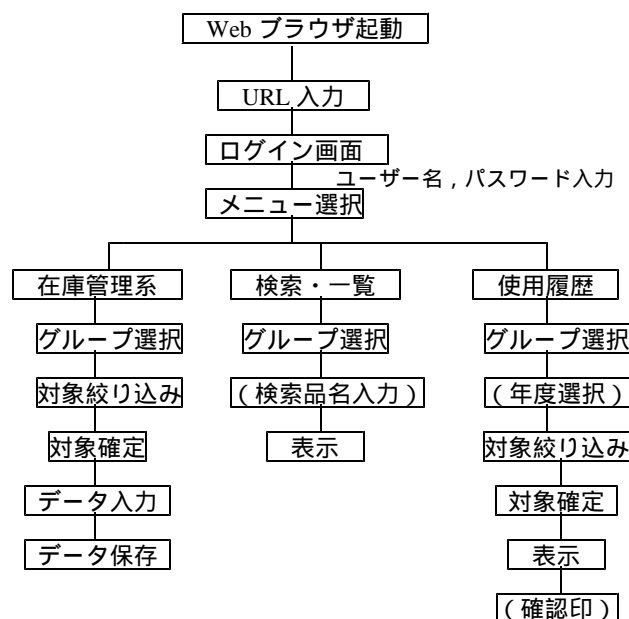 Web ブラウザ起動
URL 入力
ログイン画面
ユーザー名 , パスワード入力
メニュー選択
在庫管理系
検索・一覧
使用履歴
グループ選択
グループ選択
グループ選択
対象絞り込み
（検索品名入力）
（年度選択）
対象確定
表示
対象絞り込み
データ入力
対象確定
データ保存
表示
（確認印）